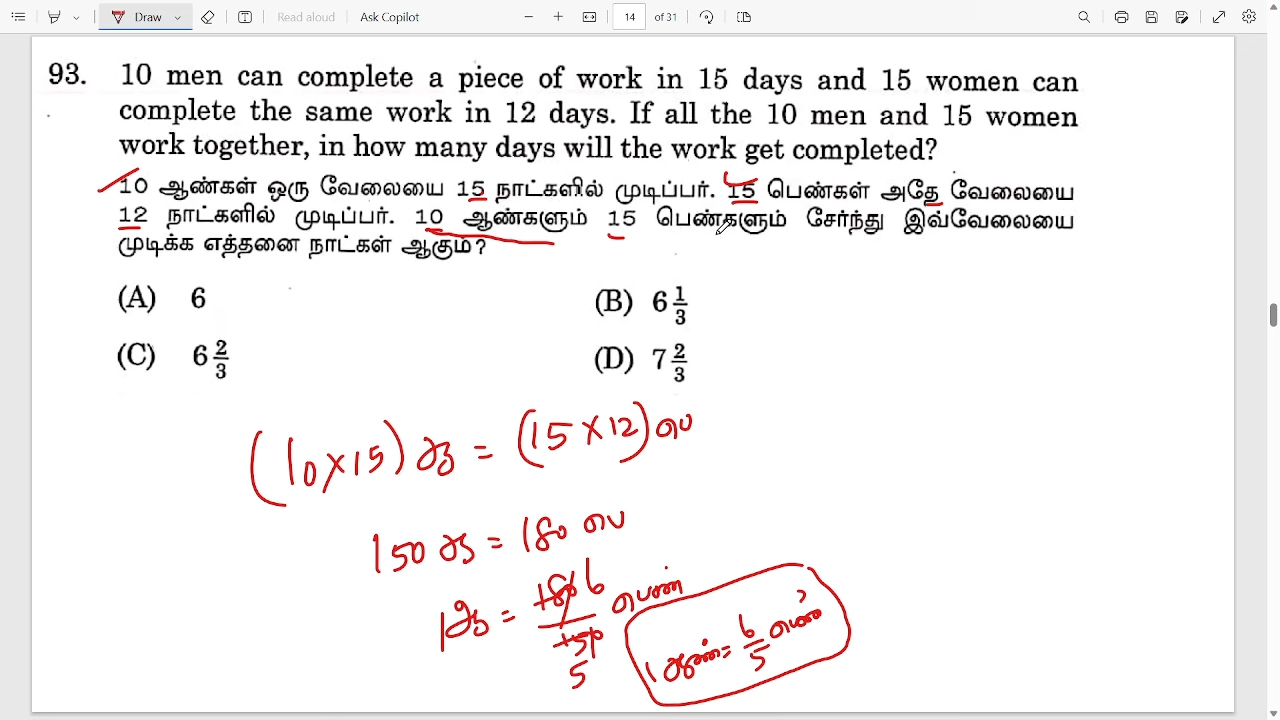 Draw
Read aloud
Ask Copilot
14 of 31
93. 10 men can complete a piece of work in 15 days and 15 women can
complete the same work in 12 days. If all the 10 men and 15 women
work together, in how many days will the work get completed?
10 ஆண்கள் ஒரு வேலையை 15 நாட்களில் முடிப்பர். 15 பெண்கள் அதே வேலையை
12 நாட்களில் முடிப்பர். 10 ஆண்களும் 15 பெண்களும் சேர்ந்து இவ்வேலையை
முடிக்க எத்தனை நாட்கள் ஆகும்?
(A) 6 (B) 6 1/3
(C) 6 2/3 (D) 7 2/3
(10×15) ஆ = (15×12) பெ
150 ஆ = 180 பெ
1ஆ = 180 6 / 150 5 பெண்
1 ஆண் = 6/5 பெண்